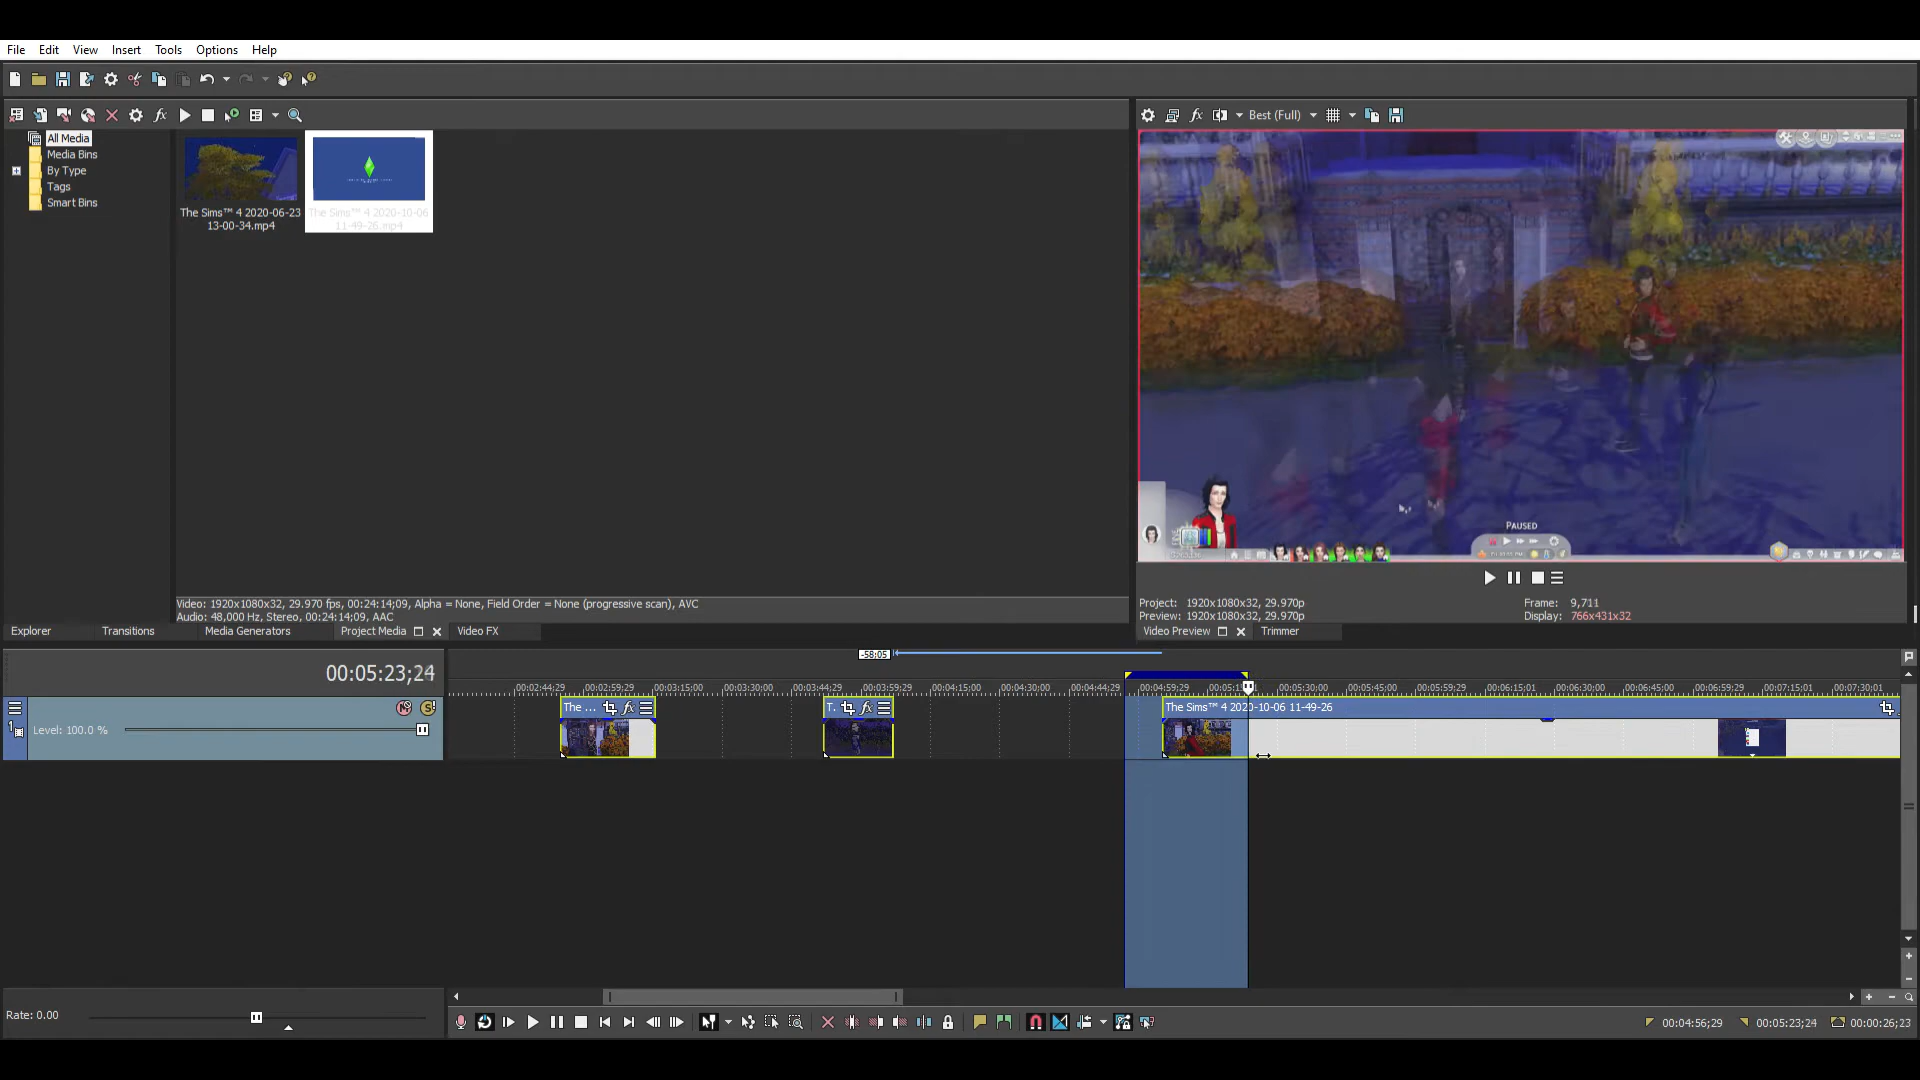 File Edit View Insert Tools Options Help
Best (Full)
All Media
Media Bins
By Type
Tags
Smart Bins
The Sims™ 4 2020-06-23
13-00-34.mp4
The Sims™ 4 2020-10-06
11-49-26.mp4
PAUSED
Video: 1920x1080x32, 29.970 fps, 00:24:14;09, Alpha = None, Field Order = None (progressive scan), AVC
Audio: 48,000 Hz, Stereo, 00:24:14;09, AAC
Project: 1920x1080x32, 29.970p
Preview: 1920x1080x32, 29.970p
Frame: 9,711
Display: 766x431x32
Explorer Transitions Media Generators Project Media Video FX
Video Preview Trimmer
-58:05
00:05:23;24
00:02:44;29 00:02:59;29 00:03:15;00 00:03:30;00 00:03:44;29 00:03:59;29 00:04:15;00 00:04:30;00 00:04:44;29 00:04:59;29 00:05:1 00:05:30;00 00:05:45;00 00:05:59;29 00:06:15;01 00:06:30;00 00:06:45;00 00:06:59;29 00:07:15;01 00:07:30;01
The ... fx
T. fx
The Sims™ 4 2020-10-06 11-49-26
1
Level: 100.0 %
Rate: 0.00
00:04:56;29 00:05:23;24 00:00:26;23